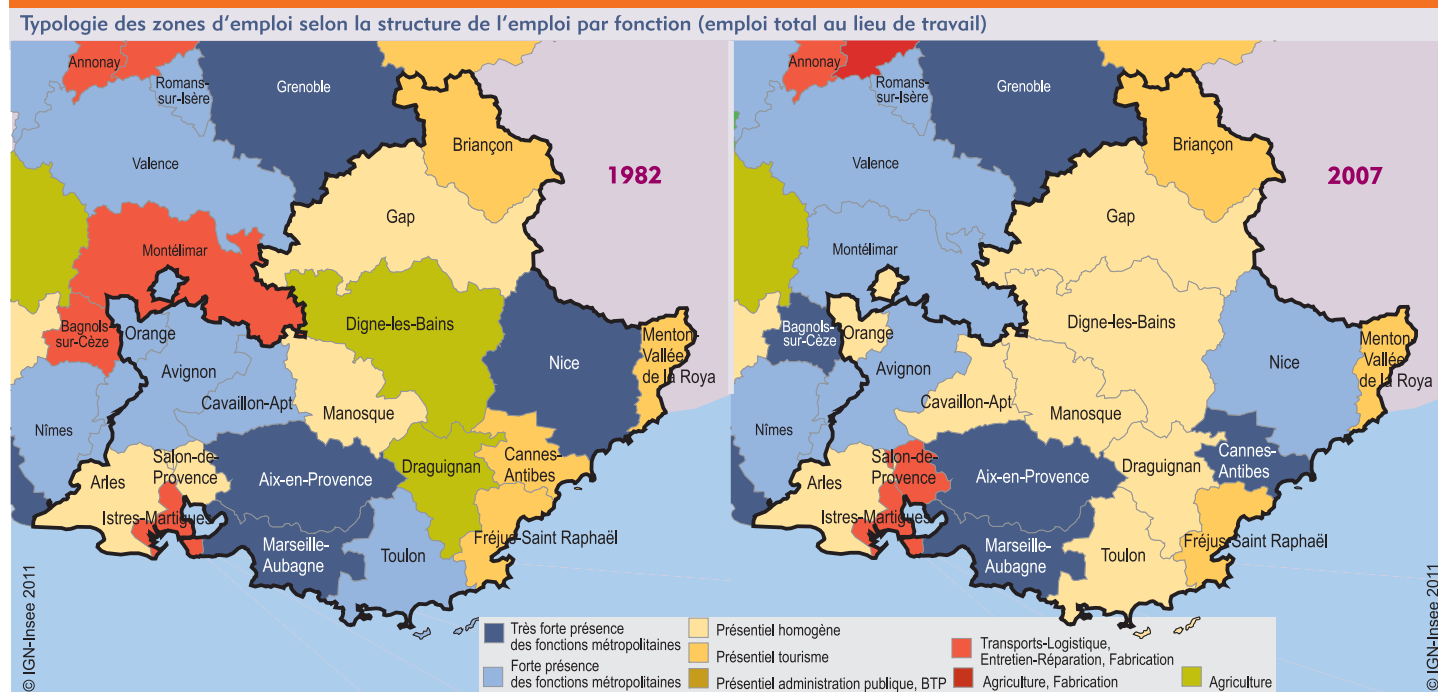 Typologie des zones d'emploi selon la structure de l'emploi par fonction (emploi total au lieu de travail)
Annonay
Romans-
sur-Isère
Grenoble
Briançon
Valence
1982
Gap
Montélimar
Bagnols-
sur-Cèze
Orange
Digne-les-Bains
Avignon
Nice
Menton-
Vallée
de la Roya
Cavaillon-Apt
Manosque
Nîmes
Salon-de-
Provence
Arles
Aix-en-Provence
Draguignan
Cannes-
Antibes
Istres-Martigues
Marseille-
Aubagne
Toulon
Fréjus-Saint Raphaël
© IGN-Insee 2011
Annonay
Romans-
sur-Isère
Grenoble
Briançon
Valence
2007
Gap
Montélimar
Bagnols-
sur-Cèze
Orange
Digne-les-Bains
Avignon
Nice
Menton-
Vallée
de la Roya
Cavaillon-Apt
Manosque
Nîmes
Salon-de-
Provence
Arles
Aix-en-Provence
Draguignan
Cannes-
Antibes
Istres-Martigues
Marseille-
Aubagne
Toulon
Fréjus-Saint Raphaël
© IGN-Insee 2011
Très forte présence
des fonctions métropolitaines
Forte présence
des fonctions métropolitaines
Présentiel homogène
Présentiel tourisme
Présentiel administration publique, BTP
Transports-Logistique,
Entretien-Réparation, Fabrication
Agriculture, Fabrication
Agriculture